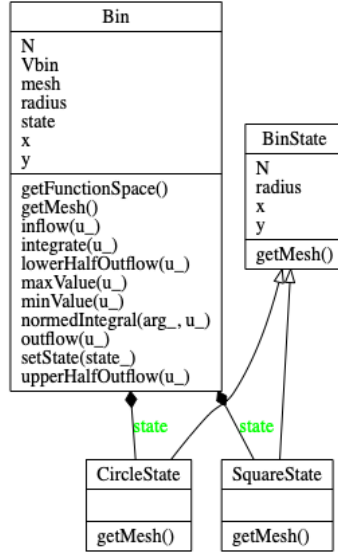 Bin
N
Vbin
mesh
radius
state
x
y
getFunctionSpace()
getMesh()
inflow(u_)
integrate(u_)
lowerHalfOutflow(u_)
maxValue(u_)
minValue(u_)
normedIntegral(arg_, u_)
outflow(u_)
setState(state_)
upperHalfOutflow(u_)
BinState
N
radius
x
y
getMesh()
state
state
CircleState
getMesh()
SquareState
getMesh()